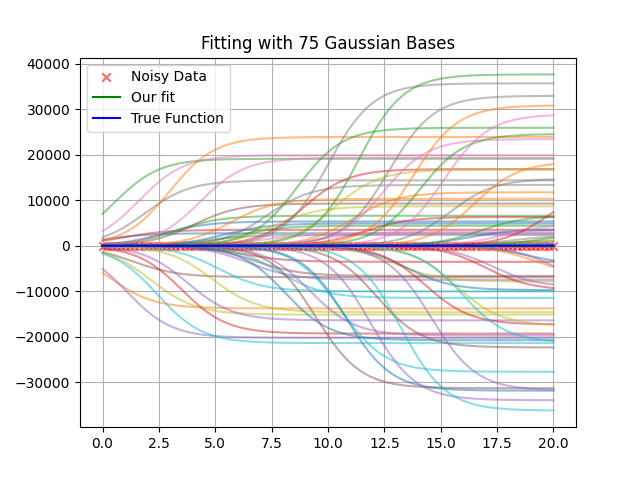 Fitting with 75 Gaussian Bases
Noisy Data
Our fit
True Function
40000
30000
20000
10000
0
−10000
−20000
−30000
0.0 2.5 5.0 7.5 10.0 12.5 15.0 17.5 20.0